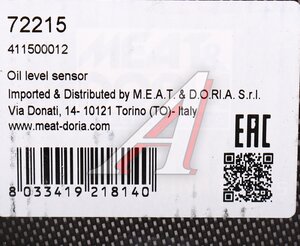 72215
411500012
Oil level sensor
Imported & Distributed by M.E.A.T. & D.O.R.I.A. S.r.l.
Via Donati, 14- 10121 Torino (TO)- Italy
www.meat-doria.com
EAC
8 033419 218140